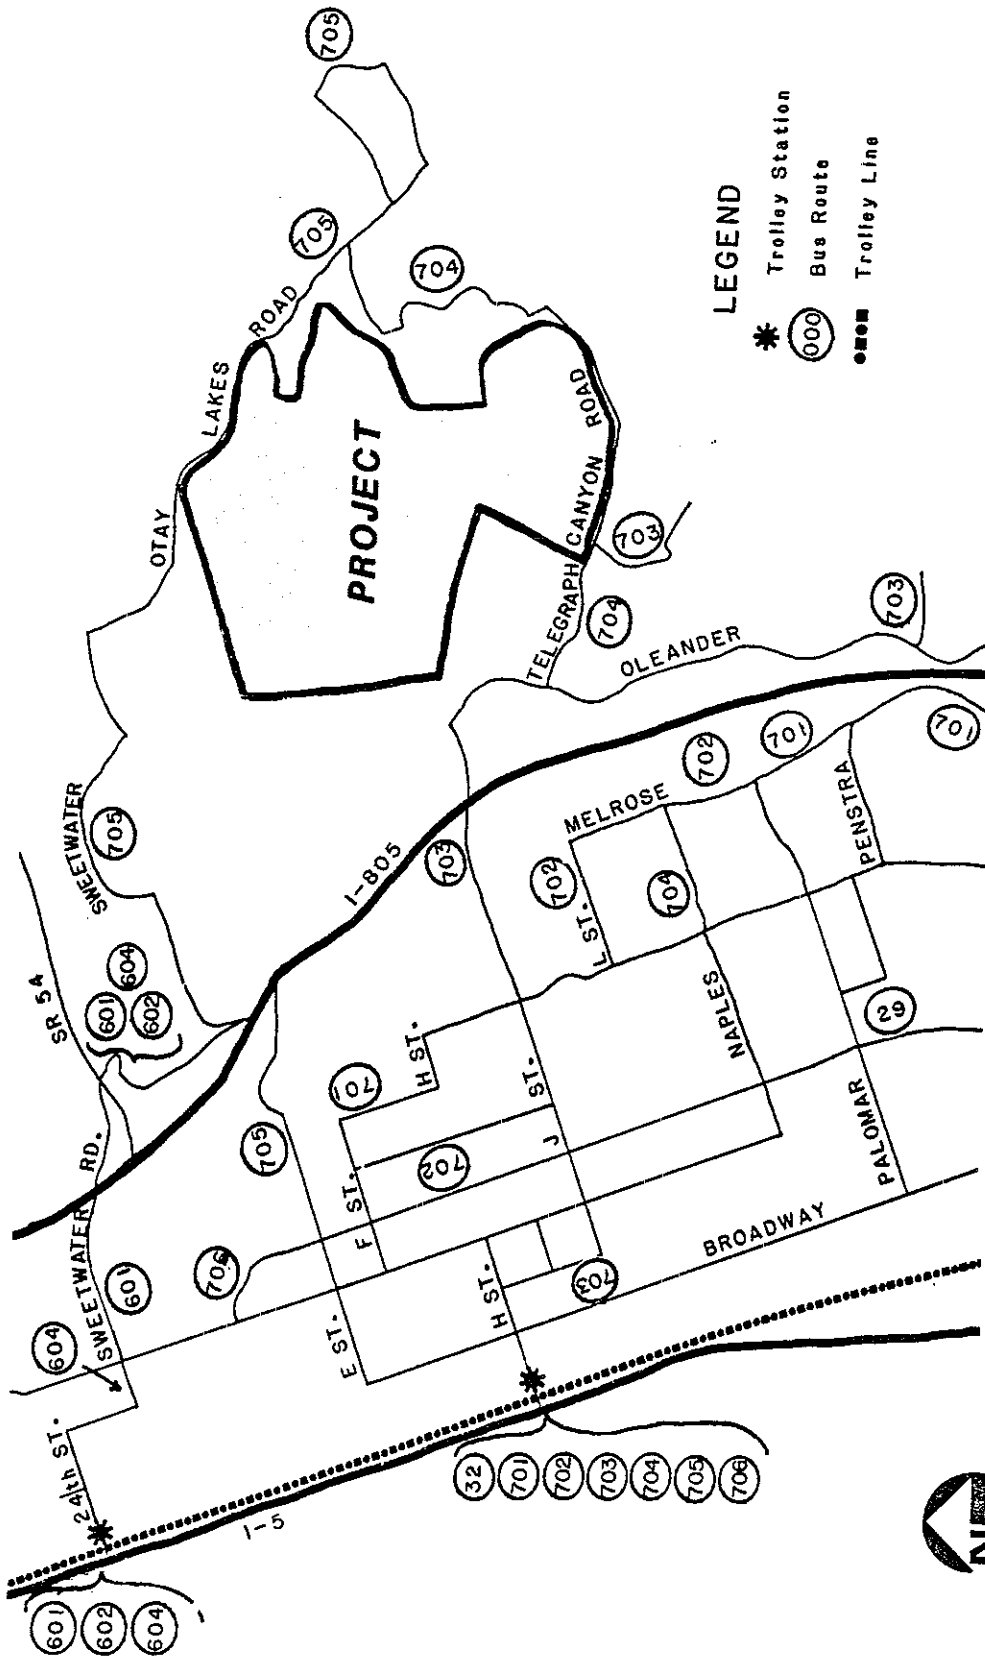 705
705
ROAD
704
LAKES
OTAY
PROJECT
CANYON ROAD
TELEGRAPH
703
704
703
OLEANDER
LEGEND
Trolley Station
000 Bus Route
Trolley Line
SWEETWATER
705
SR 54
604
601
602
I-805
703
702
701
701
MELROSE
702
L ST.
704
PENSTRA
NAPLES
29
PALOMAR
H ST.
701
J ST.
702
F ST.
705
SWEETWATER RD.
601
706
604
E ST.
H ST.
703
BROADWAY
24th ST.
I-5
601
602
604
32
701
702
703
704
705
706
N